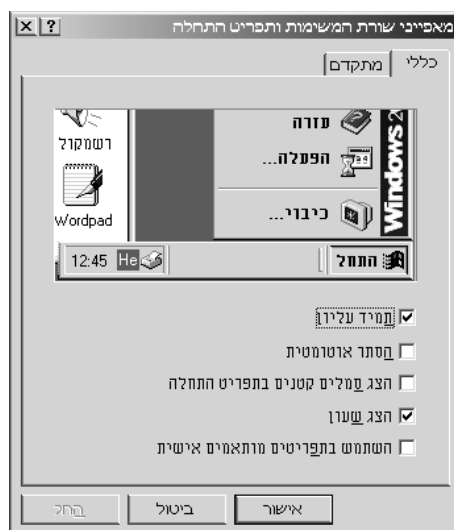 מאפייני שורת המשימות ותפריט התחלה
כללי
מתקדם
רשמקול
Wordpad
עזרה
הפעלה...
כיבוי...
Windows 2
12:45
He
התחל
תמיד עליון
הסתר אוטומטית
הצג סמלים קטנים בתפריט התחלה
הצג שעון
השתמש בתפריטים מותאמים אישית
אישור
ביטול
החל